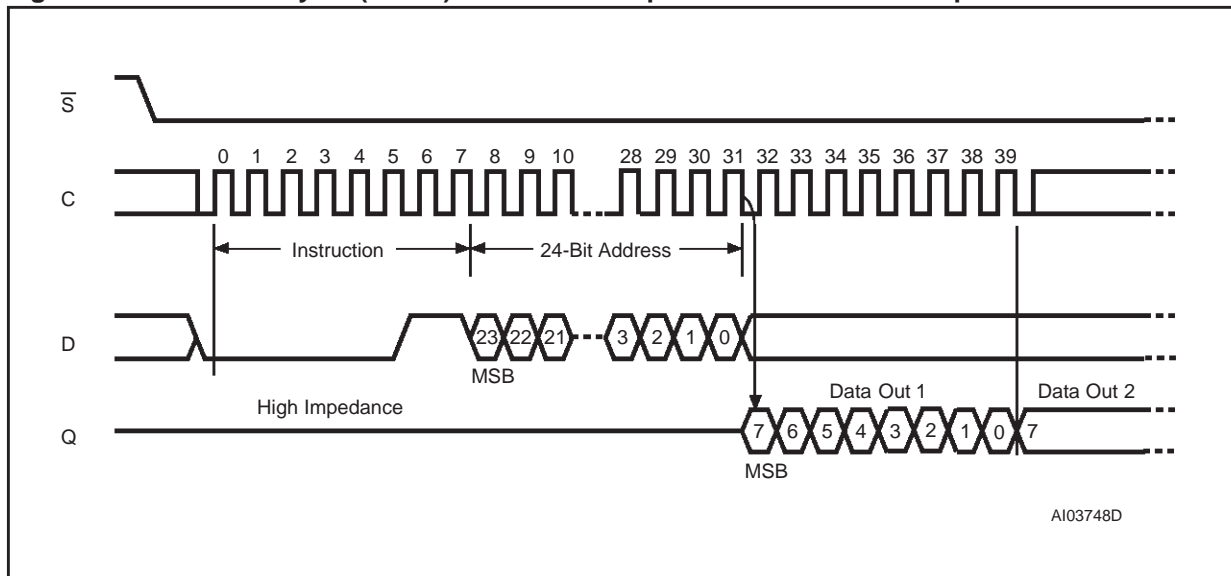 S
0 1 2 3 4 5 6 7 8 9 10 28 29 30 31 32 33 34 35 36 37 38 39
C
Instruction 24-Bit Address
D
23 22 21 3 2 1 0
MSB
High Impedance
Data Out 1 Data Out 2
Q
7 6 5 4 3 2 1 0 7
MSB
AI03748D